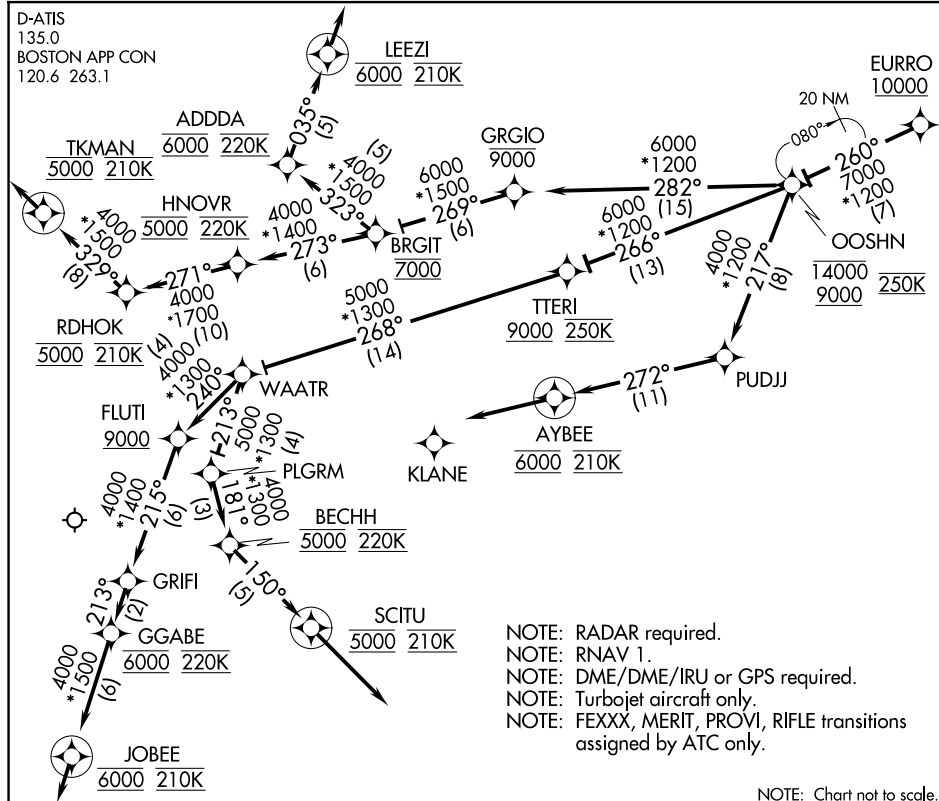 D-ATIS
135.0
BOSTON APP CON
120.6 263.1
LEEZI
6000 210K
EURRO
10000
20 NM
080°
260°
7000
*1200
(7)
ADDDA
6000 220K
035°
(5)
GRGIO
9000
6000
*1200
282°
(15)
TKMAN
5000 210K
4000
*1500
323°
(5)
6000
*1500
269°
(6)
HNOVR
5000 220K
4000
*1400
273°
(6)
BRGIT
7000
6000
*1200
266°
(13)
OOSHN
14000
9000
250K
4000
*1500
329°
(8)
271°
4000
*1700
(10)
RDHOK
5000 210K
5000
*1300
268°
(14)
TTERI
9000 250K
4000
*1200
217°
(8)
PUDJJ
272°
(11)
AYBEE
6000 210K
KLANE
WAATR
(4)
4000
*1300
240°
FLUTI
9000
213°
5000
*1300
(4)
PLGRM
4000
*1300
181°
(3)
BECHH
5000 220K
4000
*1400
215°
(6)
GRIFI
150°
(5)
SCITU
5000 210K
213°
(2)
GGABE
6000 220K
4000
*1500
(6)
JOBEE
6000 210K
NOTE: RADAR required.
NOTE: RNAV 1.
NOTE: DME/DME/IRU or GPS required.
NOTE: Turbojet aircraft only.
NOTE: FEXXX, MERIT, PROVI, RIFLE transitions
assigned by ATC only.
NOTE: Chart not to scale.